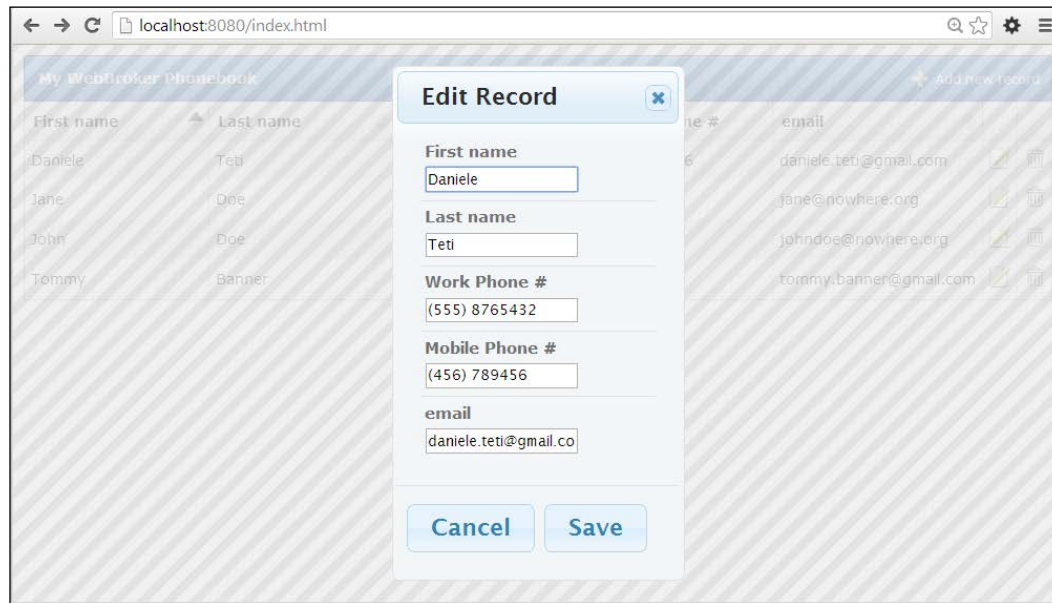 localhost:8080/index.html
My WebBroker Phonebook
Add new record
First name Last name ne # email
Daniele Teti 6 daniele.teti@gmail.com
Jane Doe jane@nowhere.org
John Doe johndoe@nowhere.org
Tommy Banner tommy.banner@gmail.com
Edit Record
First name
Daniele
Last name
Teti
Work Phone #
(555) 8765432
Mobile Phone #
(456) 789456
email
daniele.teti@gmail.co
Cancel Save